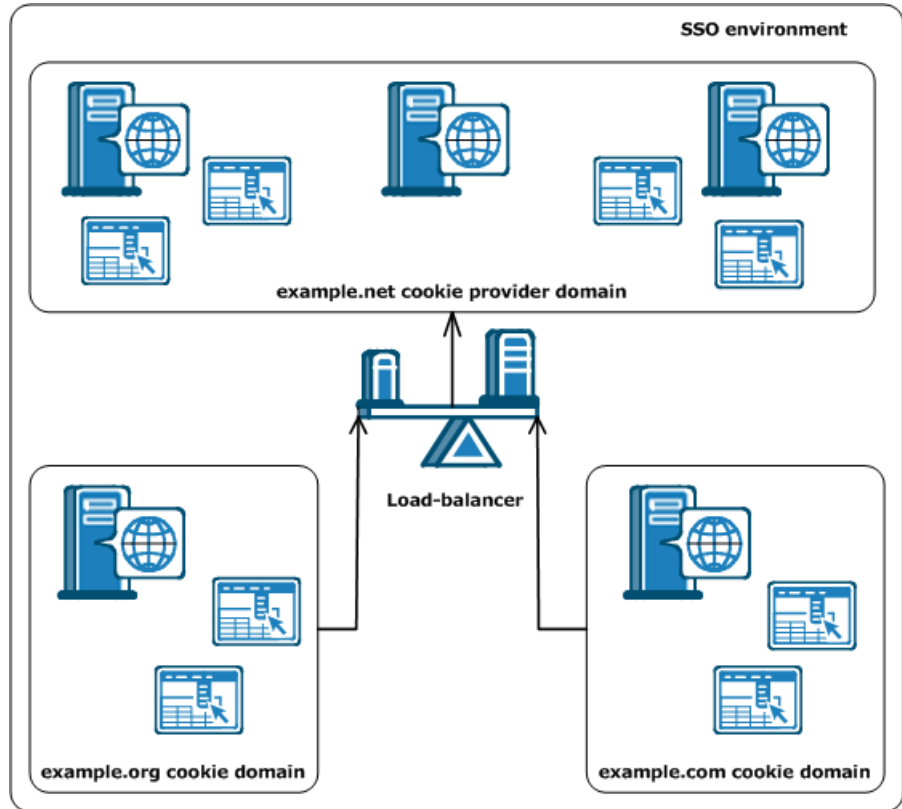 SSO environment
example.net cookie provider domain
Load-balancer
example.org cookie domain
example.com cookie domain